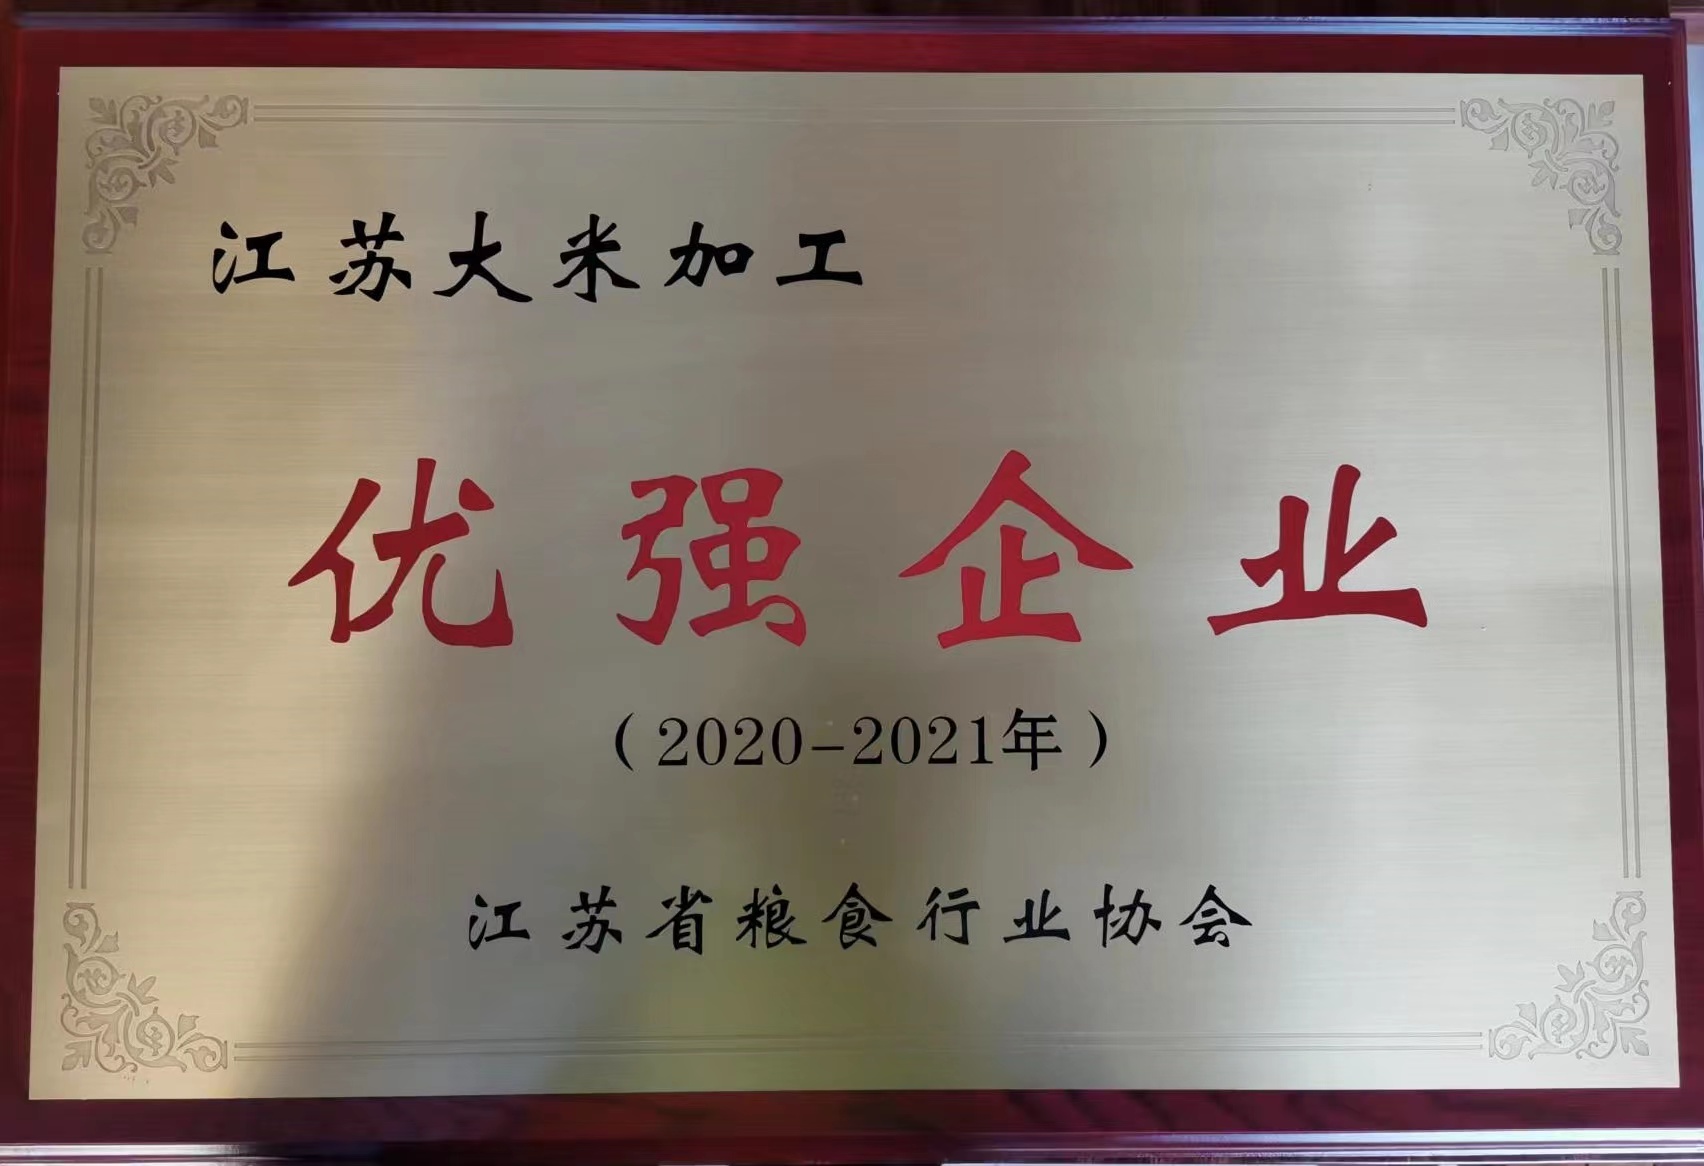 江苏大米加工
优强企业
（2020-2021年）
江苏省粮食行业协会